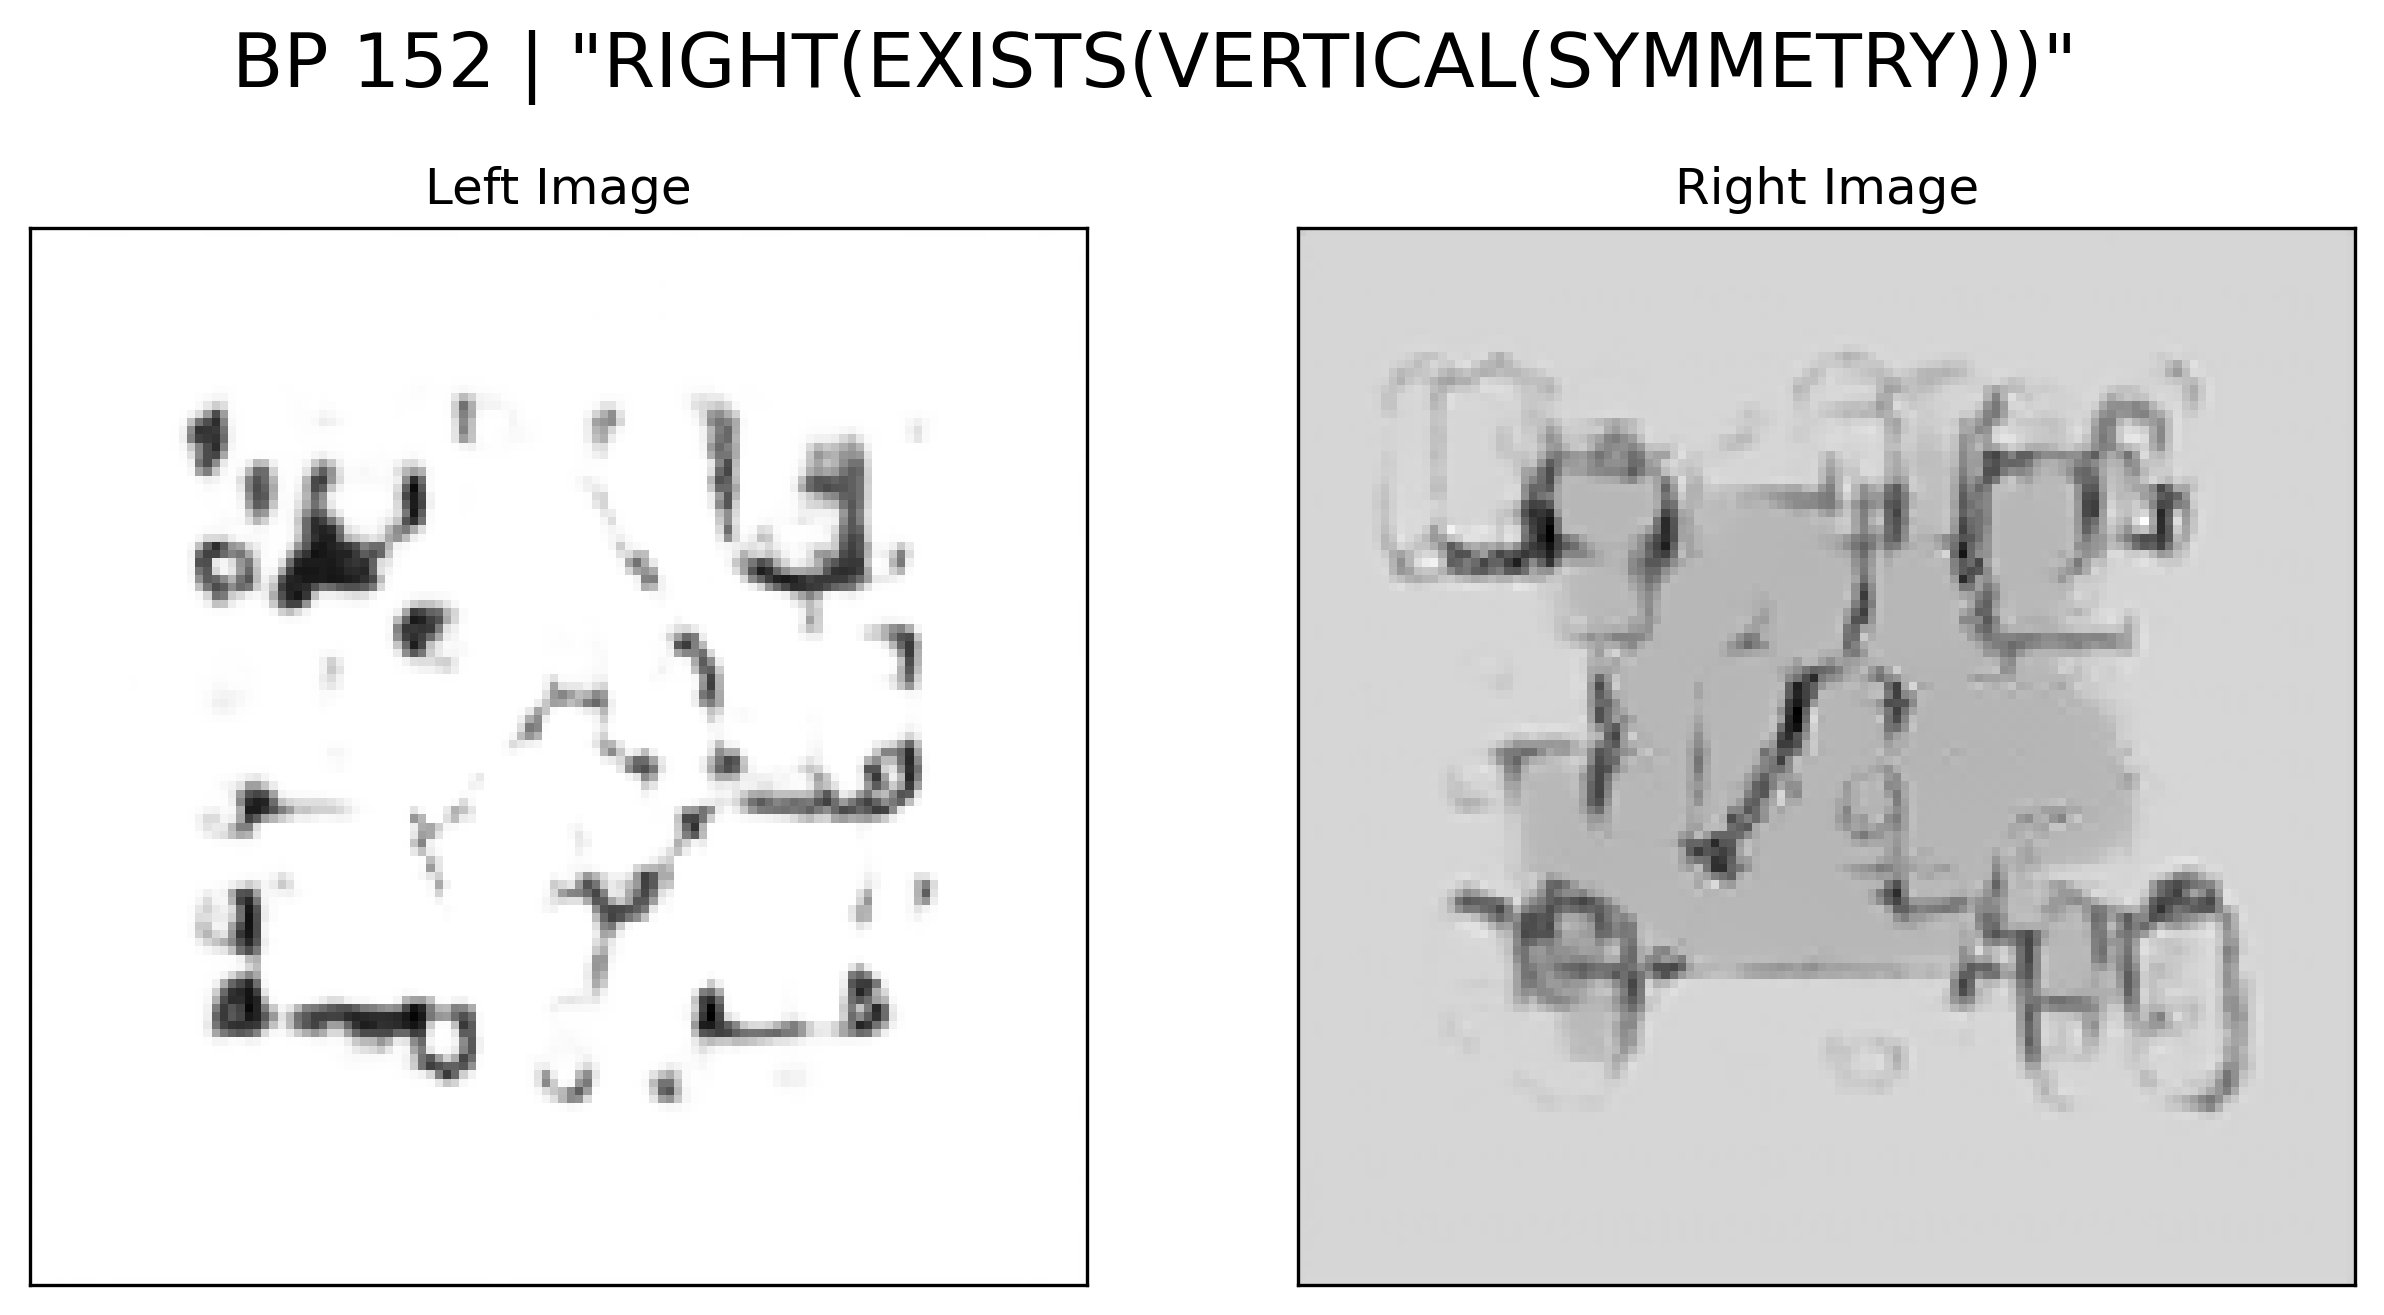 BP 152 | "RIGHT(EXISTS(VERTICAL(SYMMETRY)))"
Left Image
Right Image